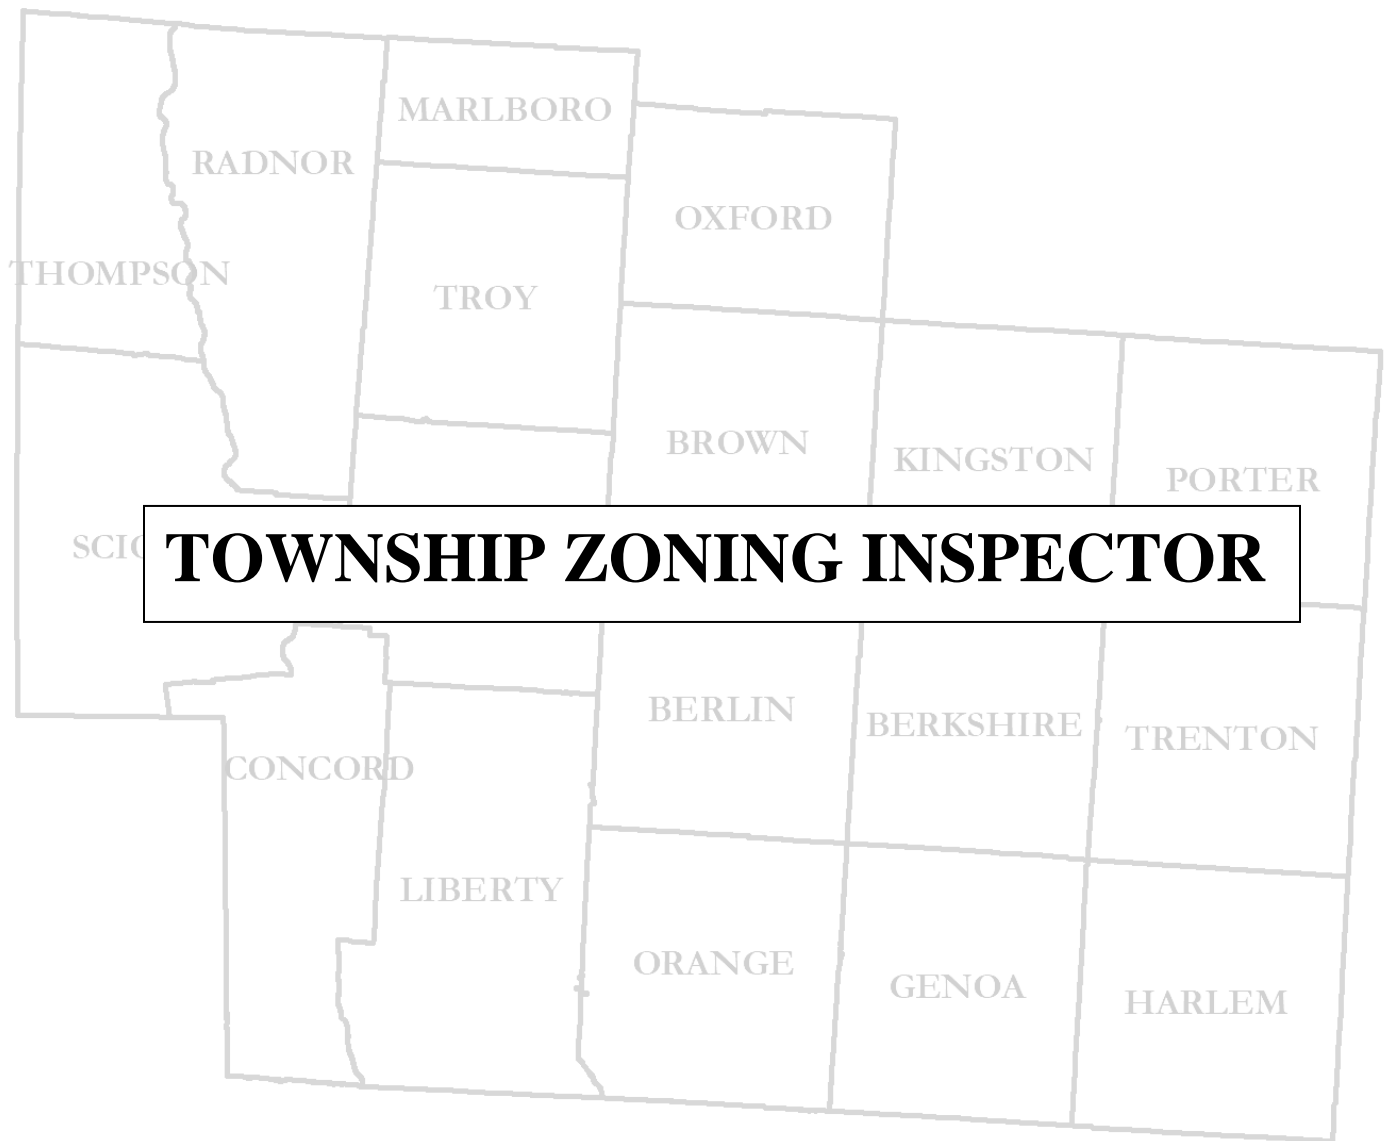 MARLBORO
RADNOR
OXFORD
THOMPSON
TROY
BROWN
KINGSTON
PORTER
TOWNSHIP ZONING INSPECTOR
BERLIN
BERKSHIRE
TRENTON
CONCORD
LIBERTY
ORANGE
GENOA
HARLEM